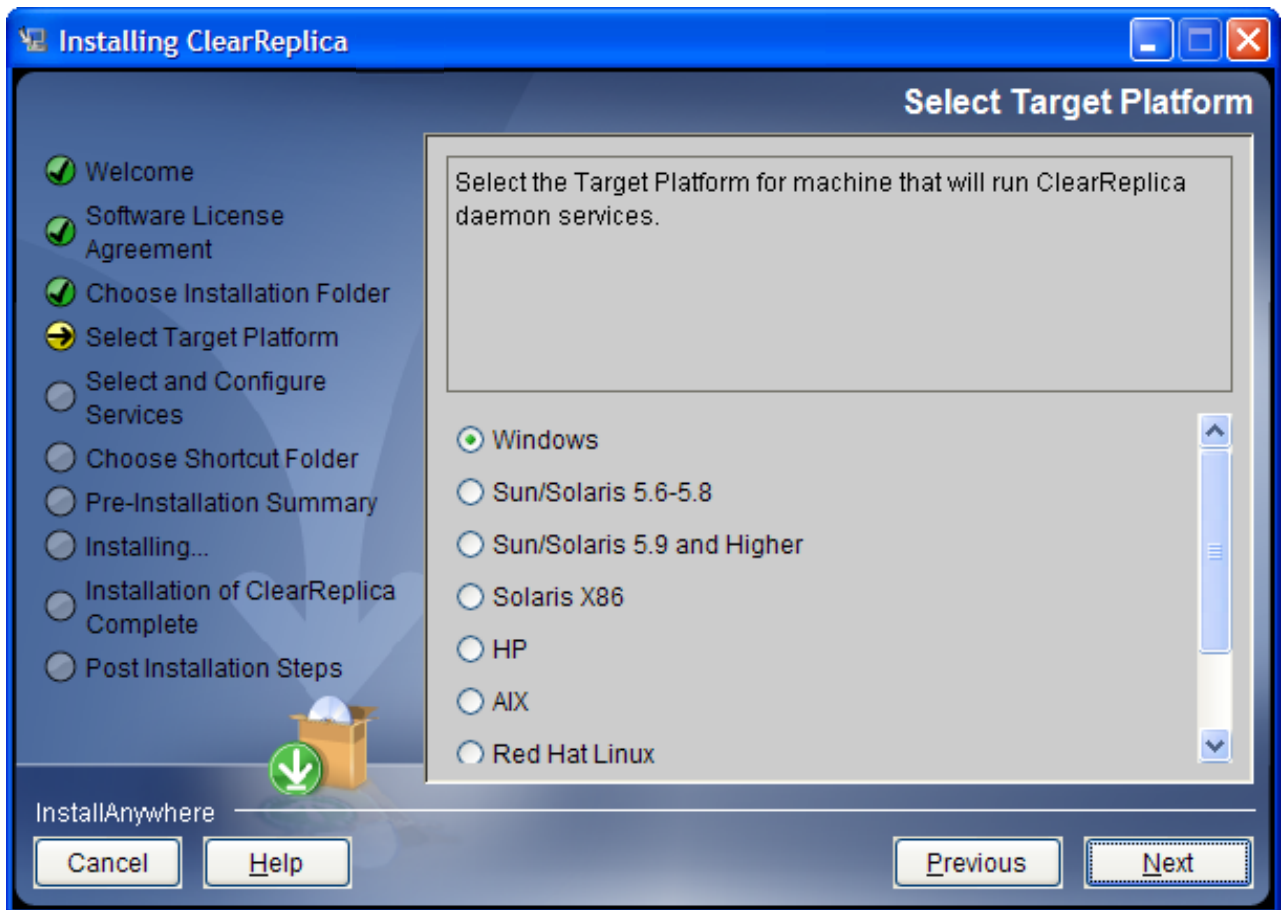 Installing ClearReplica
Select Target Platform
Welcome
Software License
Agreement
Choose Installation Folder
Select Target Platform
Select and Configure
Services
Choose Shortcut Folder
Pre-Installation Summary
Installing...
Installation of ClearReplica
Complete
Post Installation Steps
Select the Target Platform for machine that will run ClearReplica
daemon services.
Windows
Sun/Solaris 5.6-5.8
Sun/Solaris 5.9 and Higher
Solaris X86
HP
AIX
Red Hat Linux
InstallAnywhere
Cancel
Help
Previous
Next